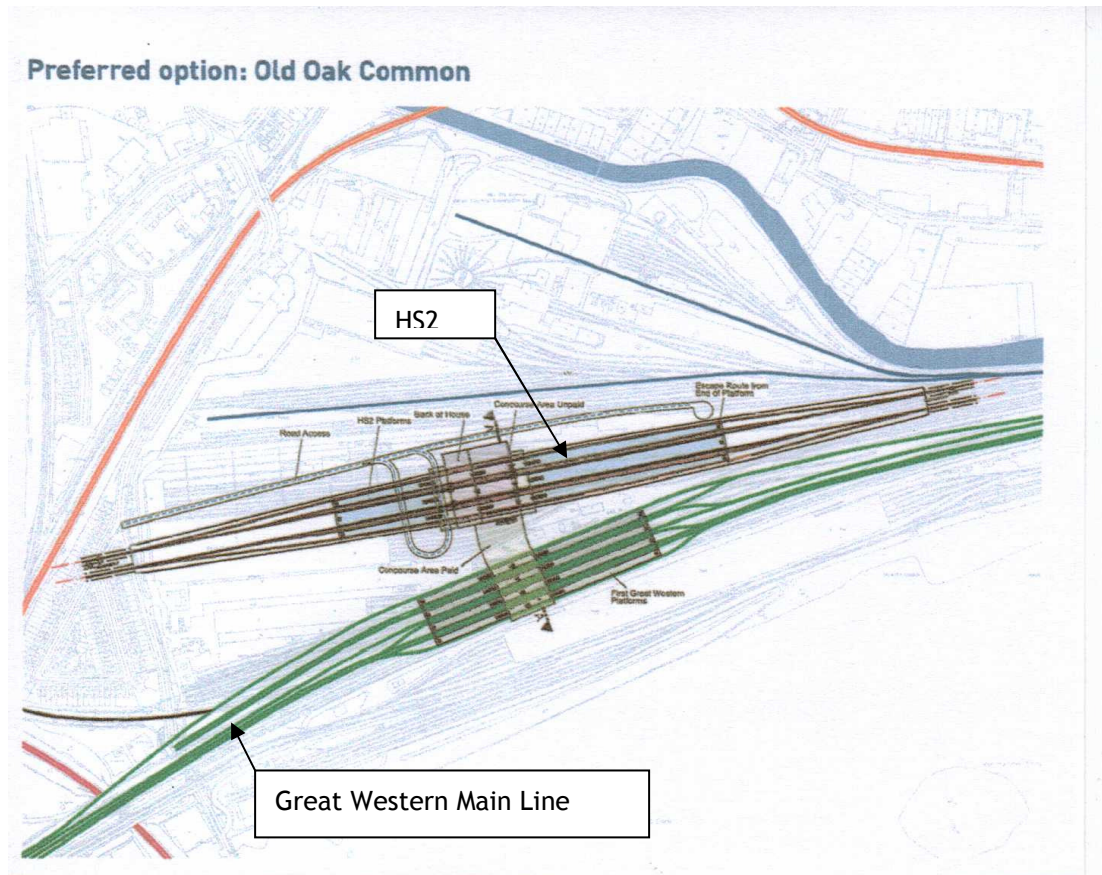 Preferred option: Old Oak Common
HS2
Escape Route from
End of Platform
Concourse Area Unpaid
Back of House
HS2 Platforms
Road Access
Concourse Area Paid
First Great Western
Platforms
Great Western Main Line